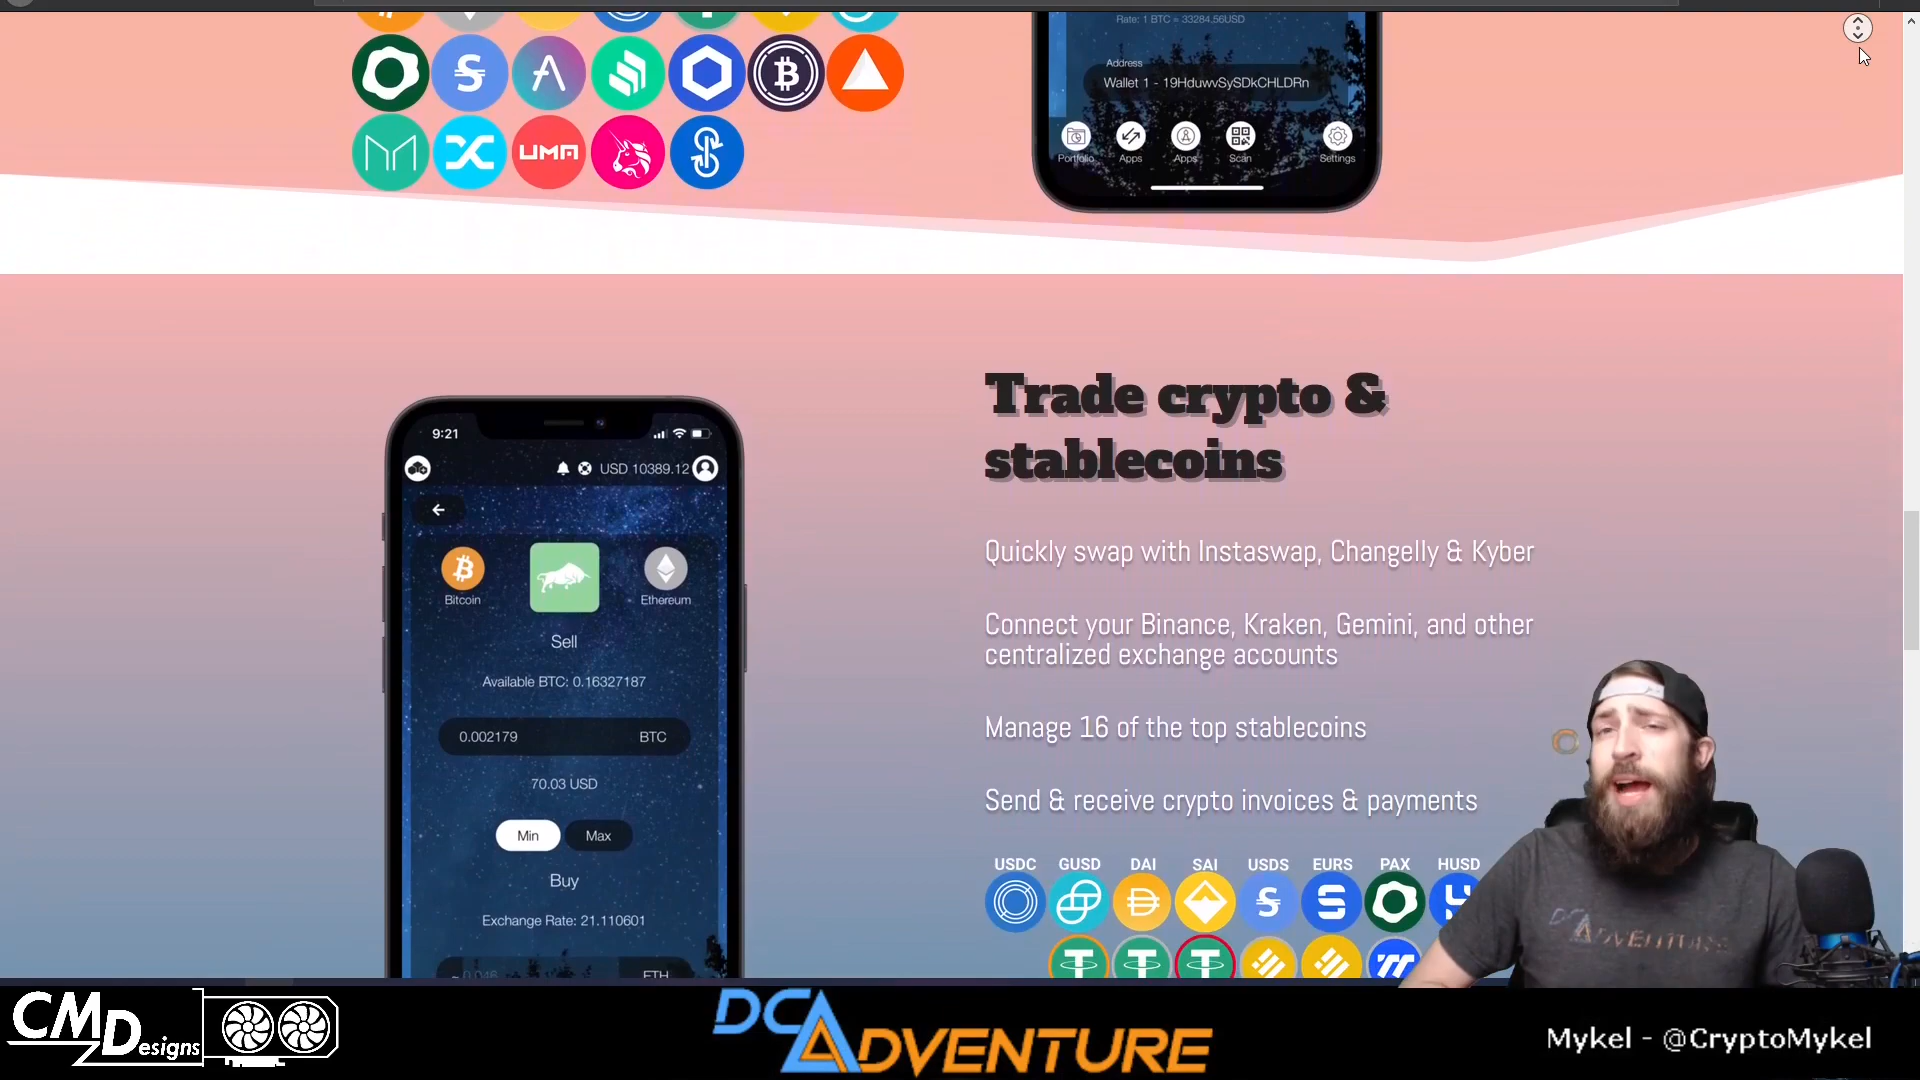 Rate: 1 BTC = 33284.56USD
Address
Wallet 1 - 19HduwvSySDkCHLDRn
Portfolio
Apps
Apps
Scan
Settings
UMA
Trade crypto &
stablecoins
Quickly swap with Instaswap, Changelly & Kyber
Connect your Binance, Kraken, Gemini, and other
centralized exchange accounts
Manage 16 of the top stablecoins
Send & receive crypto invoices & payments
USDC GUSD DAI SAI USDS EURS PAX HUSD
9:21
USD 10389.12
Bitcoin
Ethereum
Sell
Available BTC: 0.16327187
0.002179 BTC
70.03 USD
Min Max
Buy
Exchange Rate: 21.110601
~ 0.046 ETH
DCADVENTURE
CMDesigns
DCADVENTURE
Mykel - @CryptoMykel